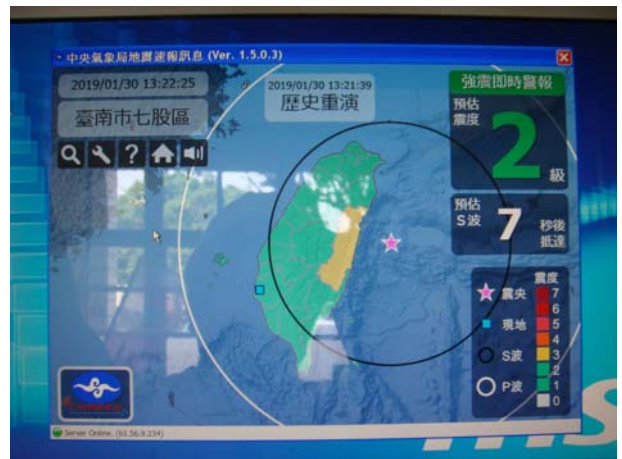 中央氣象局地震速報訊息 (Ver. 1.5.0.3)
2019/01/30 13:22:25
臺南市七股區
2019/01/30 13:21:39
歷史重演
強震即時警報
預估
震度
2
級
預估
S波
7
秒後
抵達
震度
震央
現地
S波
P波
7
6
5
4
3
2
1
0
Server Online. (61.56.9.234)